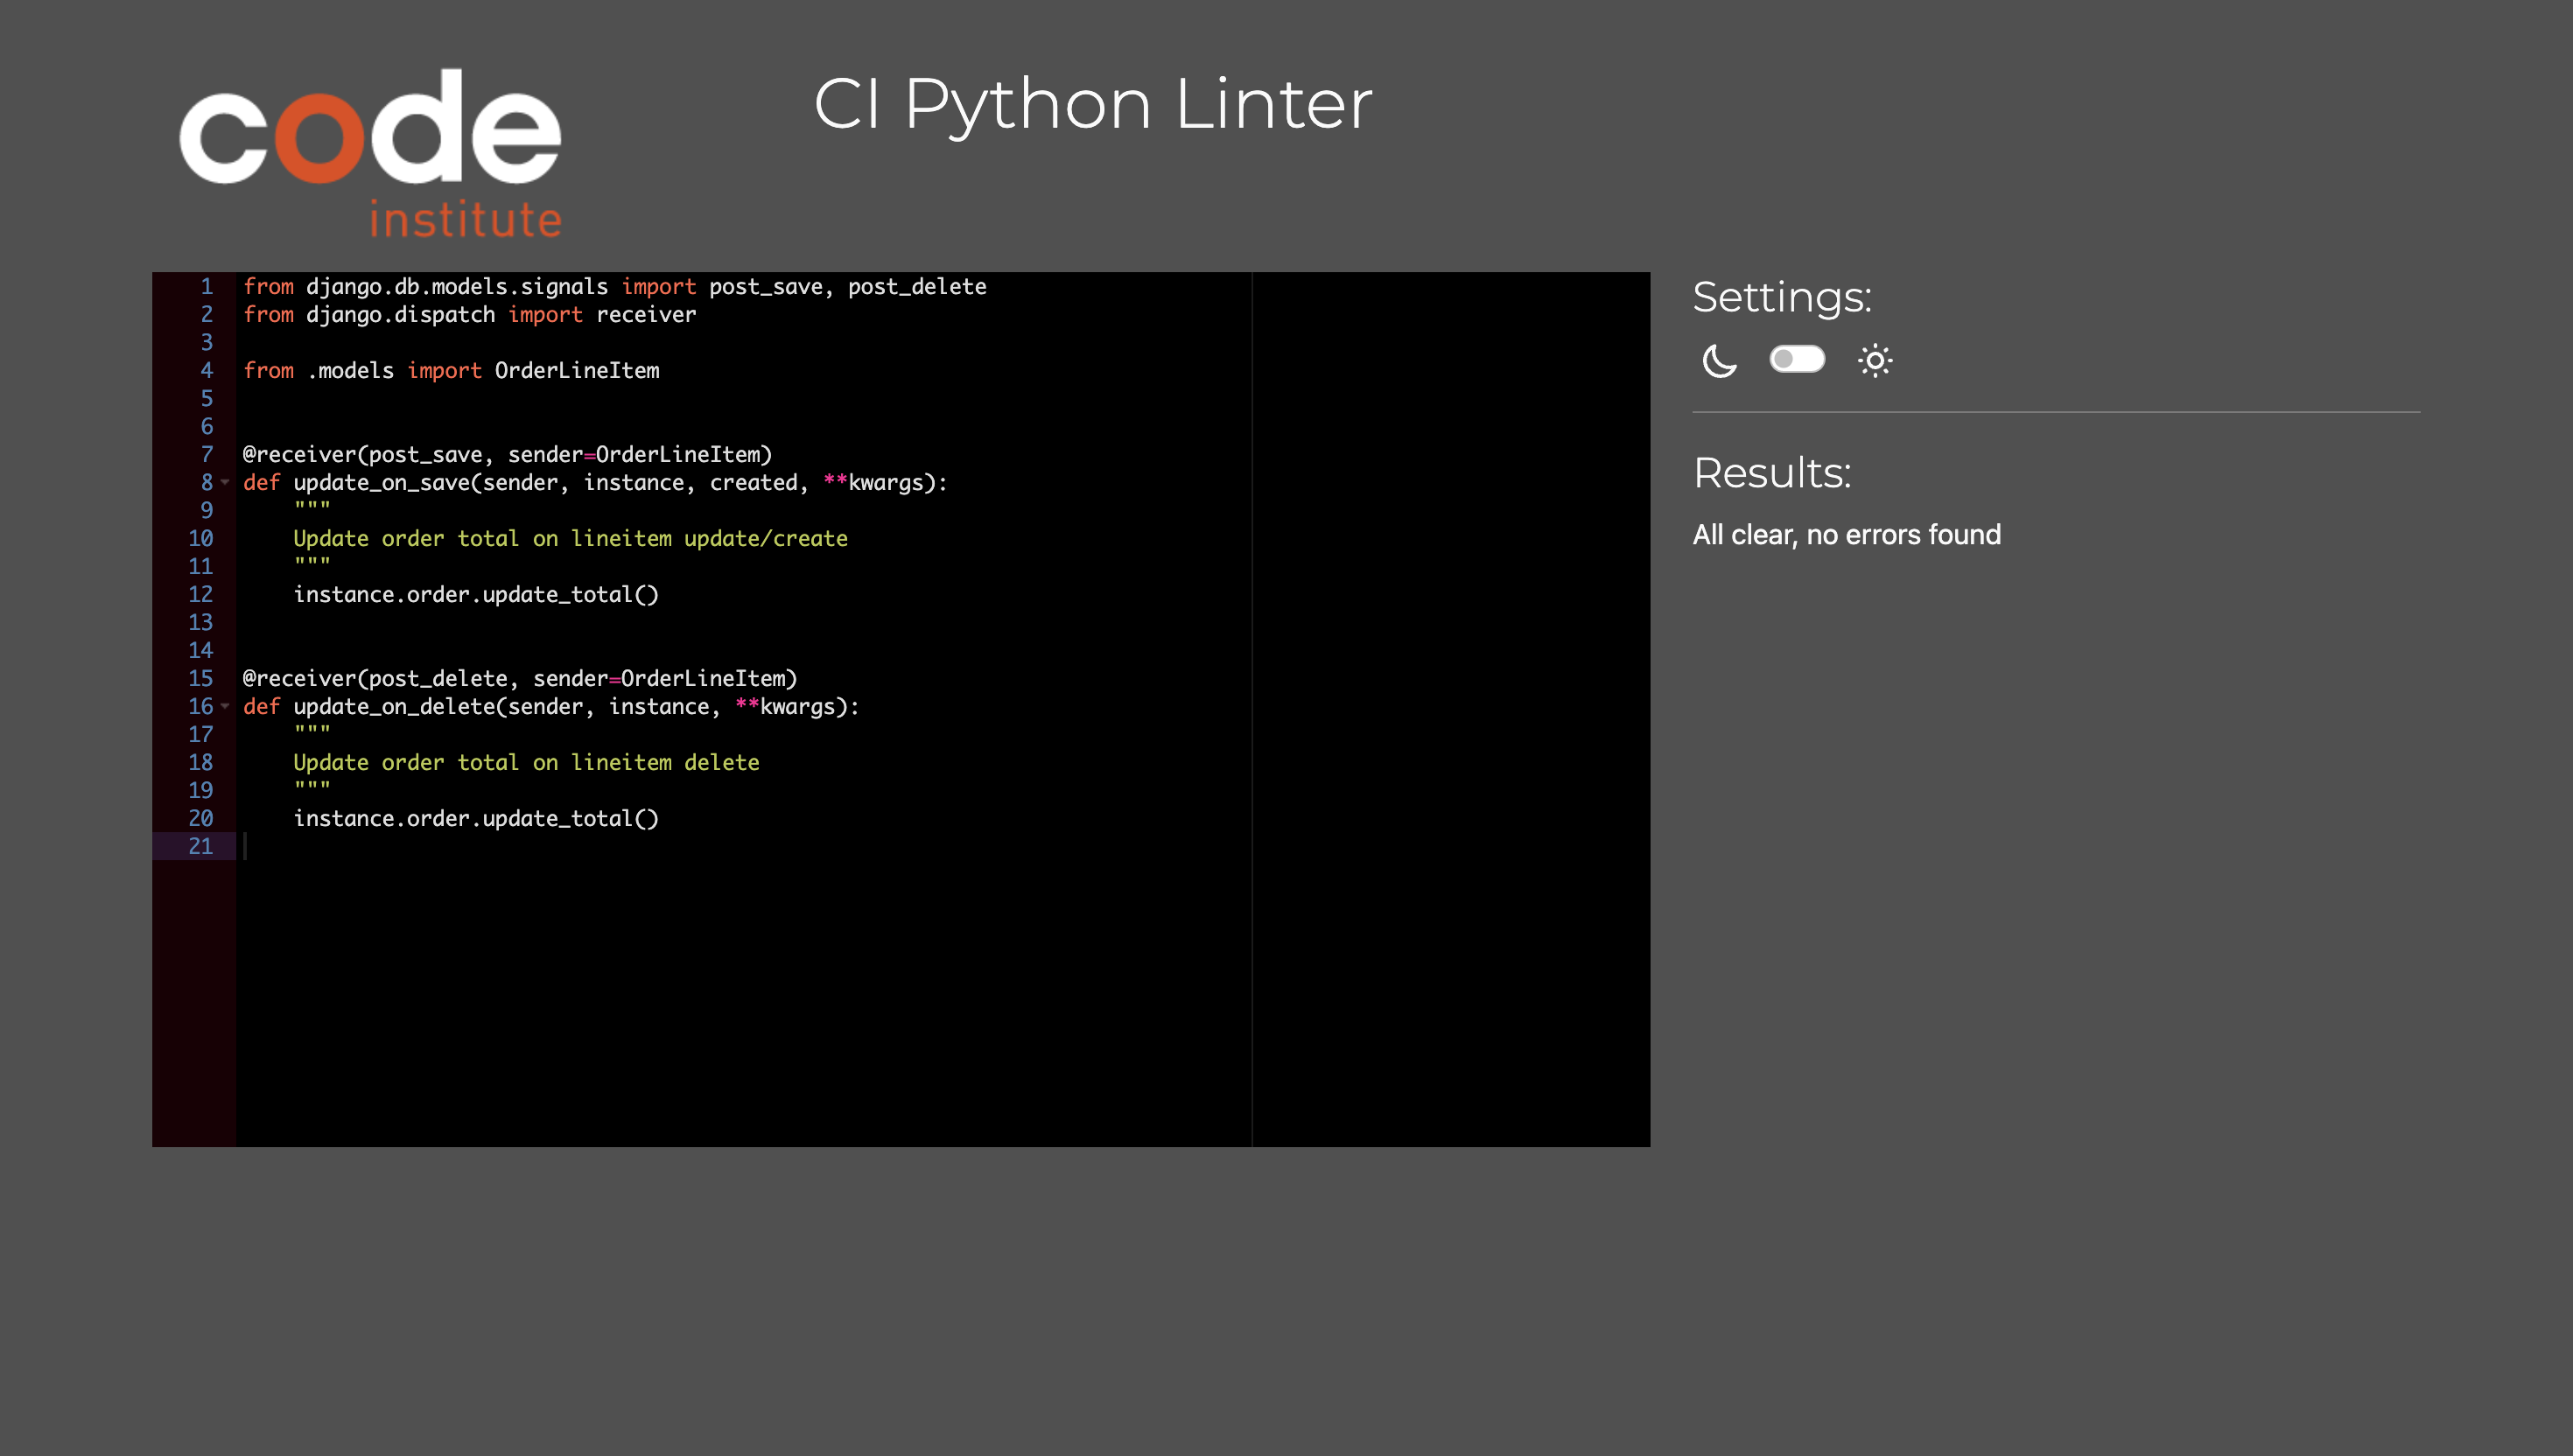 code
institute
CI Python Linter
1 from django.db.models.signals import post_save, post_delete
2 from django.dispatch import receiver
3
4 from .models import OrderLineItem
5
6
7 @receiver(post_save, sender=OrderLineItem)
8 def update_on_save(sender, instance, created, **kwargs):
9     """
10     Update order total on lineitem update/create
11     """
12     instance.order.update_total()
13
14
15 @receiver(post_delete, sender=OrderLineItem)
16 def update_on_delete(sender, instance, **kwargs):
17     """
18     Update order total on lineitem delete
19     """
20     instance.order.update_total()
21
Settings:
Results:
All clear, no errors found